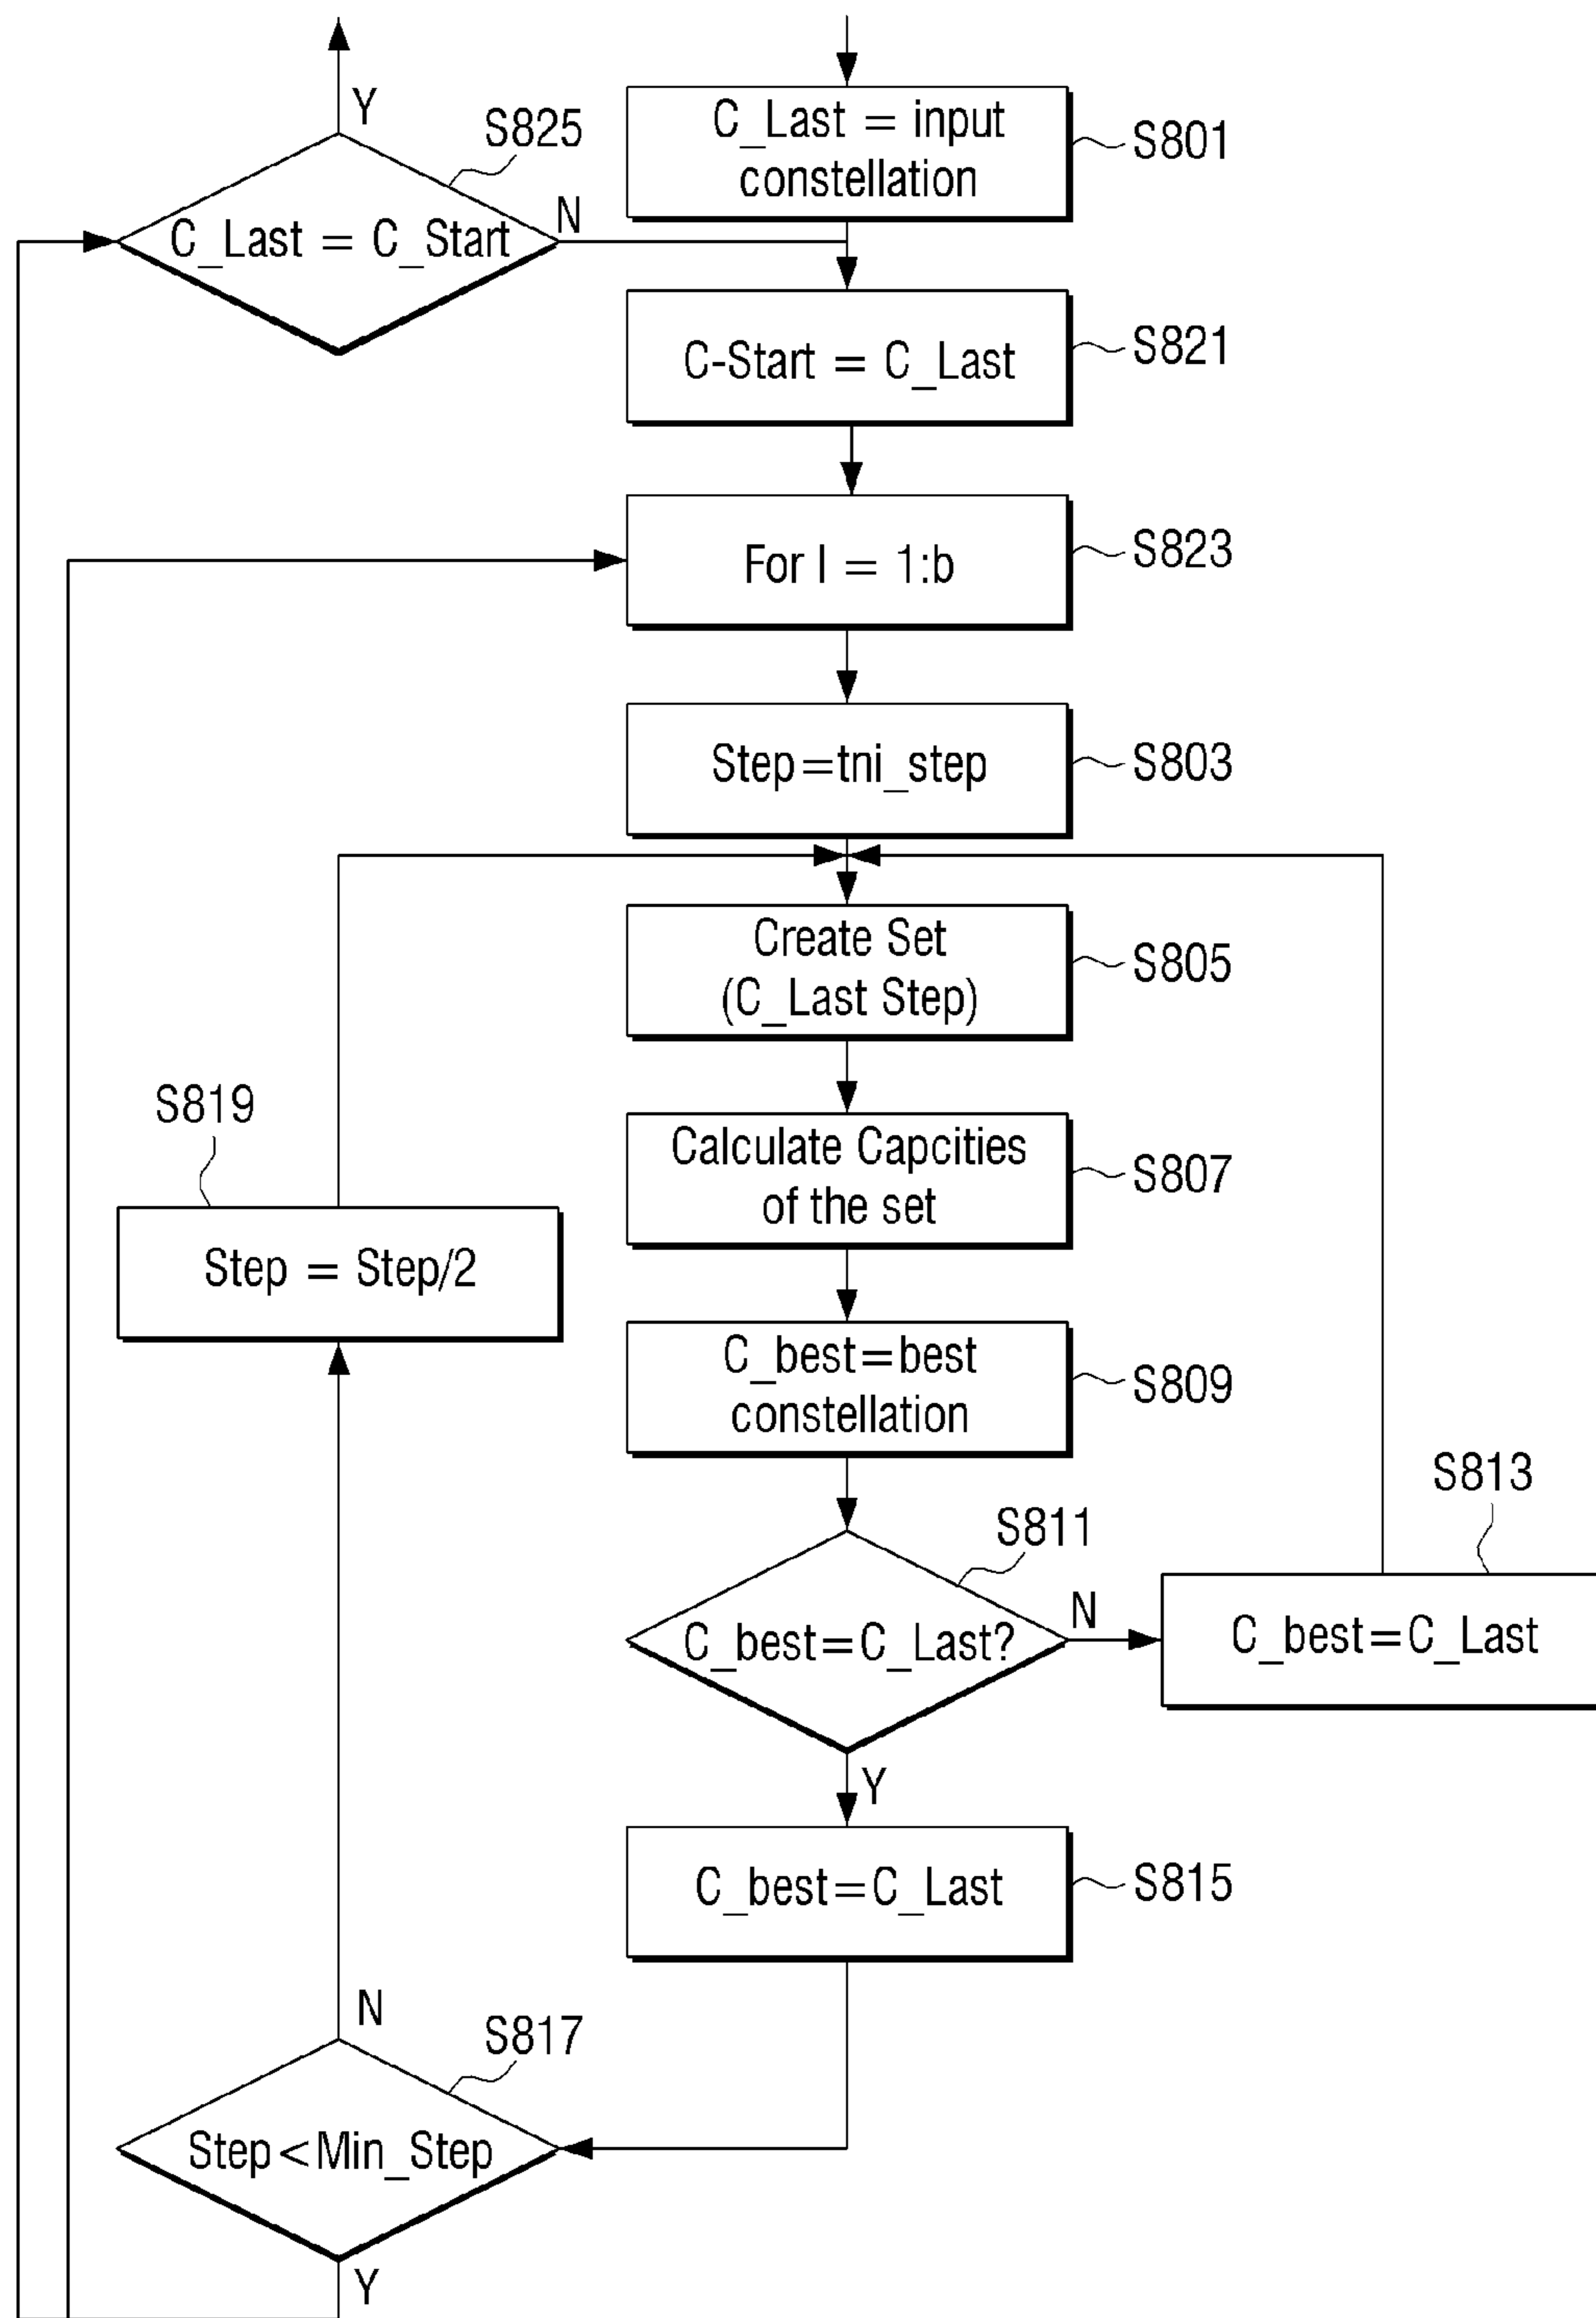 Y
S825
C_Last = C_Start
N
C_Last = input
constellation
S801
C-Start = C_Last
S821
For I = 1:b
S823
Step=tni_step
S803
Create Set
(C_Last Step)
S805
S819
Calculate Capcities
of the set
S807
Step = Step/2
C_best=best
constellation
S809
S811
S813
C_best=C_Last?
N
C_best=C_Last
Y
C_best=C_Last
S815
N
S817
Step<Min_Step
Y